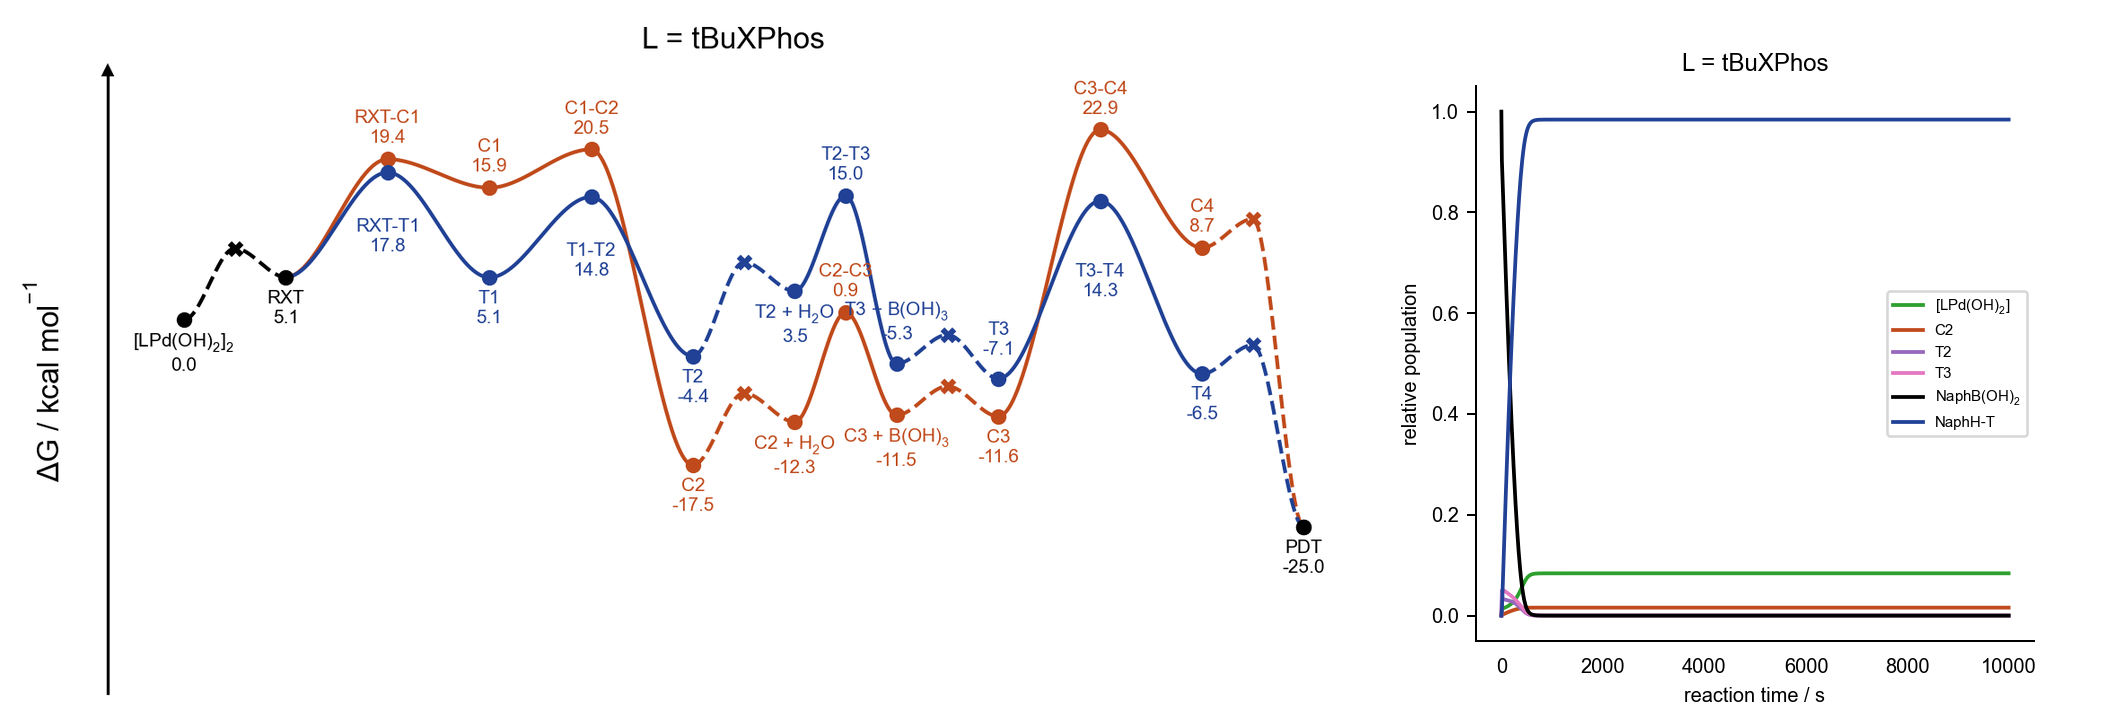 L = tBuXPhos
ΔG / kcal mol⁻¹
[LPd(OH)₂]₂
0.0
RXT
5.1
RXT-C1
19.4
RXT-T1
17.8
C1
15.9
T1
5.1
C1-C2
20.5
T1-T2
14.8
T2
-4.4
C2
-17.5
T2 + H₂O
3.5
C2 + H₂O
-12.3
T2-T3
15.0
C2-C3
0.9
T3 + B(OH)₃
-5.3
C3 + B(OH)₃
-11.5
T3
-7.1
C3
-11.6
C3-C4
22.9
T3-T4
14.3
C4
8.7
T4
-6.5
PDT
-25.0
L = tBuXPhos
relative population
1.0
0.8
0.6
0.4
0.2
0.0
[LPd(OH)₂]
C2
T2
T3
NaphB(OH)₂
NaphH-T
0 2000 4000 6000 8000 10000
reaction time / s